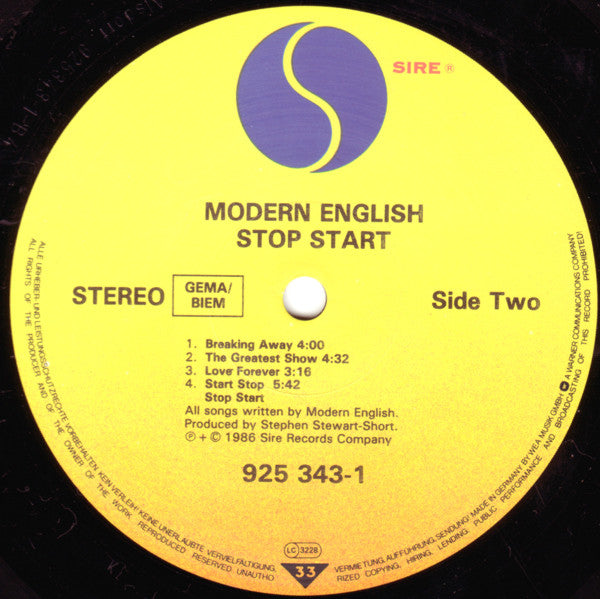 SIRE ®
MODERN ENGLISH
STOP START
STEREO
GEMA/
BIEM
Side Two
1. Breaking Away 4:00
2. The Greatest Show 4:32
3. Love Forever 3:16
4. Start Stop 5:42
Stop Start
All songs written by Modern English.
Produced by Stephen Stewart-Short.
℗ + © 1986 Sire Records Company
925 343-1
LC 3228
33
ALLE URHEBER UND LEISTUNGSSCHUTZRECHTE VORBEHALTEN KEIN VERLEIH! KEINE UNERLAUBTE VERVIELFÄLTIGUNG, VERMIETUNG, AUFFÜHRUNG, SENDUNG! MADE IN GERMANY BY WEA MUSIK GMBH A WARNER COMMUNICATIONS COMPANY
ALL RIGHTS OF THE PRODUCER AND OF THE OWNER OF THE WORK REPRODUCED RESERVED. UNAUTHORIZED COPYING, HIRING, LENDING, PUBLIC PERFORMANCE AND BROADCASTING OF THIS RECORD PROHIBITED!